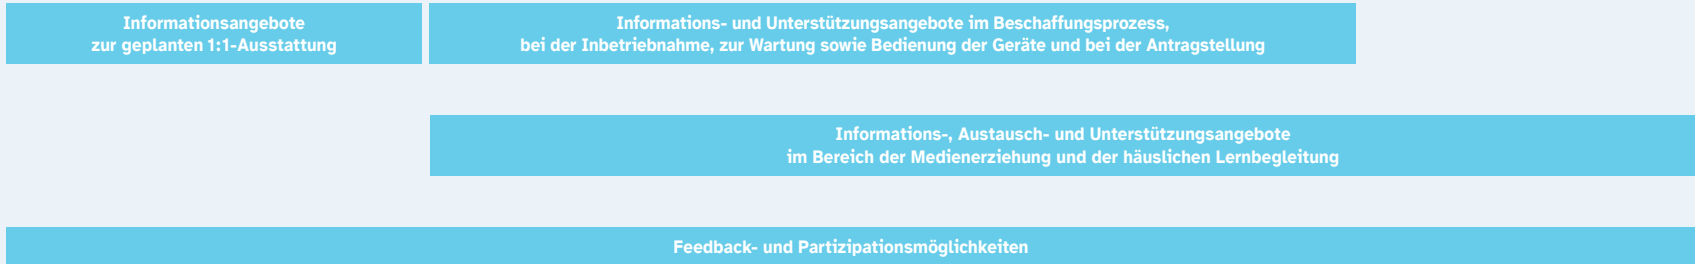 Informationsangebote
zur geplanten 1:1-Ausstattung
Informations- und Unterstützungsangebote im Beschaffungsprozess,
bei der Inbetriebnahme, zur Wartung sowie Bedienung der Geräte und bei der Antragstellung
Informations-, Austausch- und Unterstützungsangebote
im Bereich der Medienerziehung und der häuslichen Lernbegleitung
Feedback- und Partizipationsmöglichkeiten